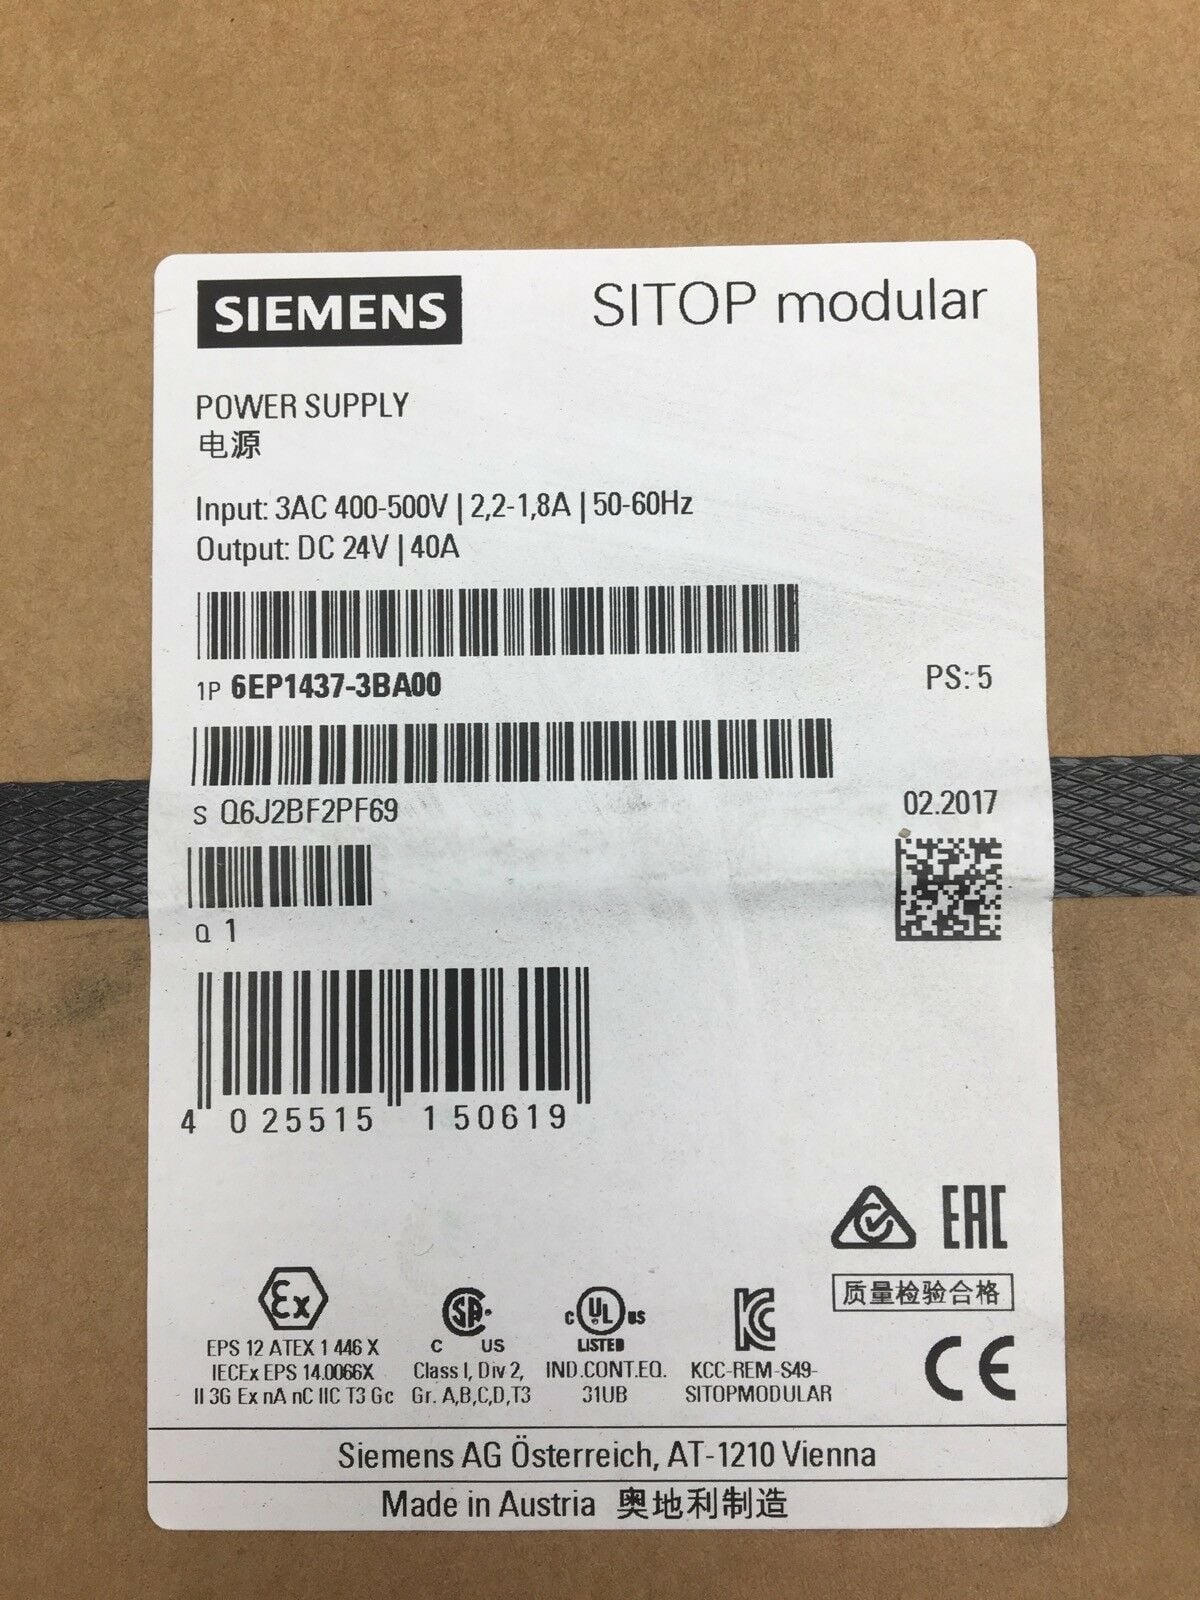 SIEMENS
SITOP modular
POWER SUPPLY
电源
Input: 3AC 400-500V | 2,2-1,8A | 50-60Hz
Output: DC 24V | 40A
1P 6EP1437-3BA00
PS: 5
S Q6J2BF2PF69
02.2017
Q 1
4 025515 150619
EAC
质量检验合格
Ex
EPS 12 ATEX 1 446 X
IECEx EPS 14.0066X
II 3G Ex nA nC IIC T3 Gc
SA
C US
Class I, Div 2,
Gr. A,B,C,D,T3
C UL US
LISTED
IND.CONT.EQ.
31UB
KCC-REM-S49-
SITOPMODULAR
CE
Siemens AG Österreich, AT-1210 Vienna
Made in Austria 奥地利制造